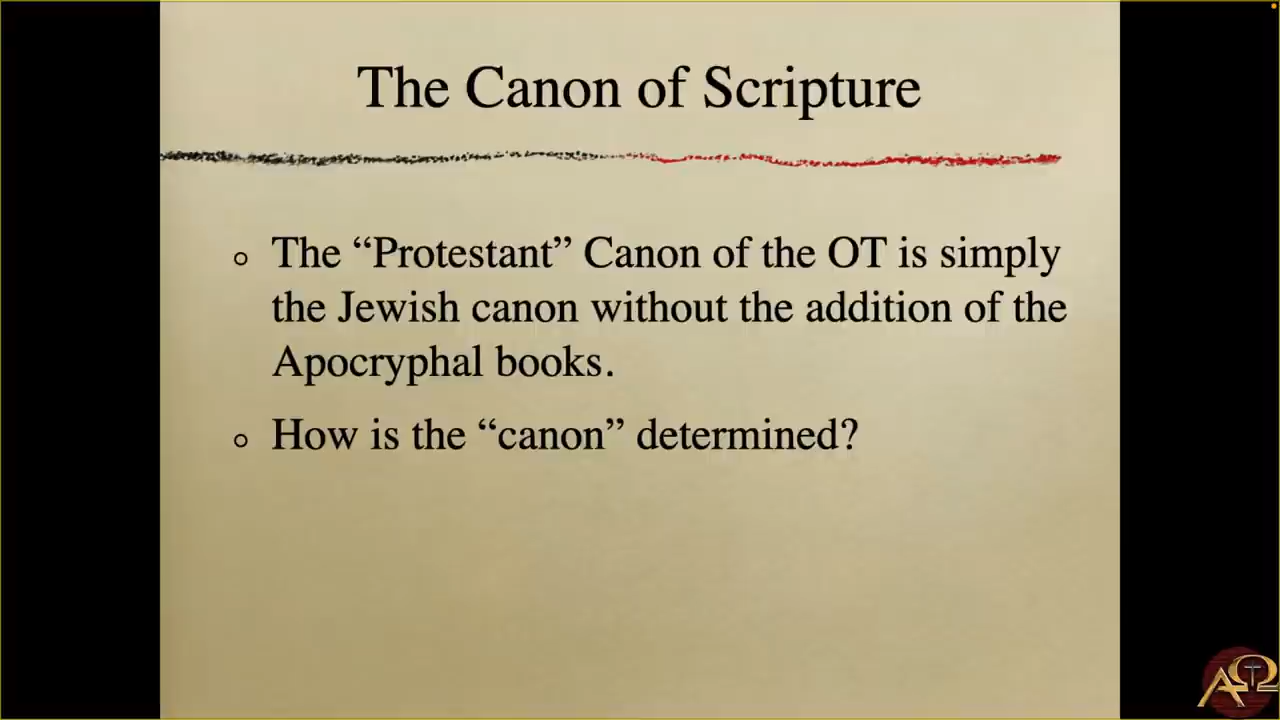 The Canon of Scripture
The “Protestant” Canon of the OT is simply
the Jewish canon without the addition of the
Apocryphal books.
How is the “canon” determined?
ΑΩ